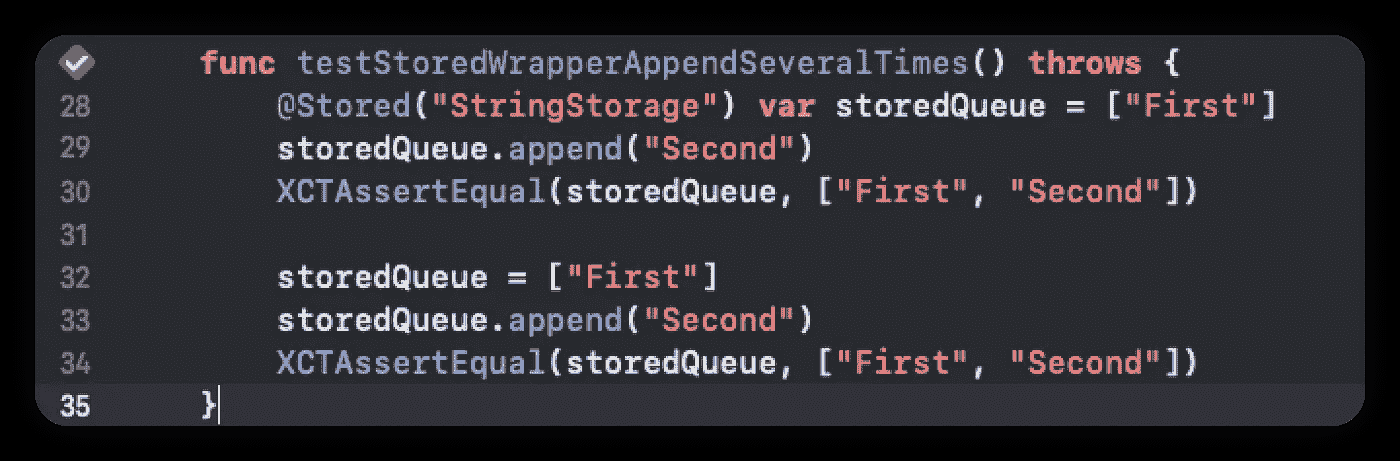 func testStoredWrapperAppendSeveralTimes() throws {
28 @Stored("StringStorage") var storedQueue = ["First"]
29 storedQueue.append("Second")
30 XCTAssertEqual(storedQueue, ["First", "Second"])
31
32 storedQueue = ["First"]
33 storedQueue.append("Second")
34 XCTAssertEqual(storedQueue, ["First", "Second"])
35 }